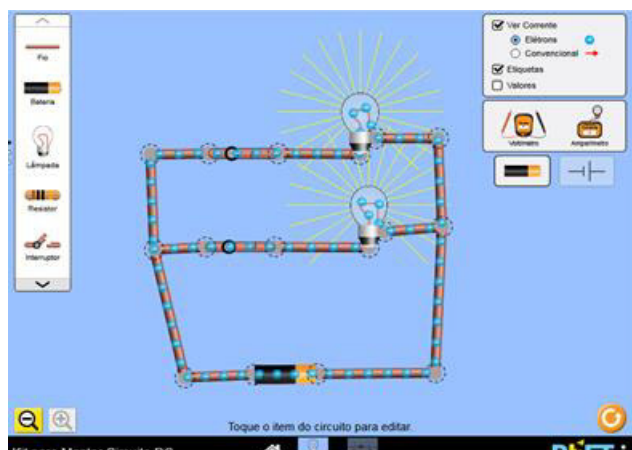 Fio
Bateria
Lâmpada
Resistor
Interruptor
Ver Corrente
Elétrons
Convencional
Etiquetas
Valores
Voltímetro
Amperímetro
Toque o item do circuito para editar.